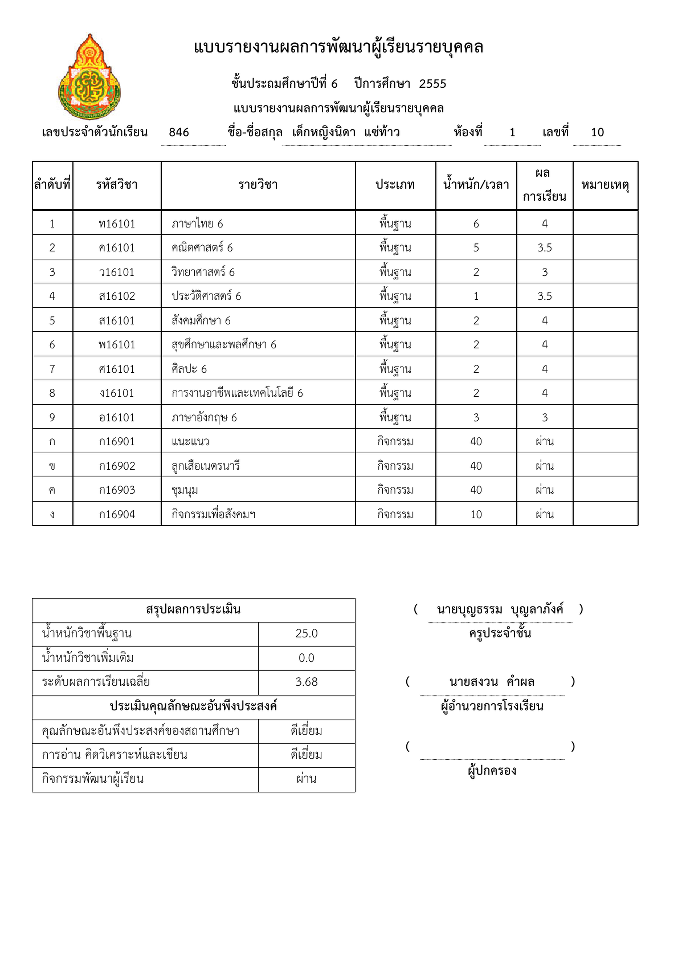 แบบรายงานผลการพัฒนาผู้เรียนรายบุคคล
ชั้นประถมศึกษาปีที่ 6 ปีการศึกษา 2555
แบบรายงานผลการพัฒนาผู้เรียนรายบุคคล
เลขประจำตัวนักเรียน 846 ชื่อ-ชื่อสกุล เด็กหญิงนิดา แซ่ท้าว ห้องที่ 1 เลขที่ 10
ลำดับที่ รหัสวิชา รายวิชา ประเภท น้ำหนัก/เวลา ผลการเรียน หมายเหตุ
1 ท16101 ภาษาไทย 6 พื้นฐาน 6 4
2 ค16101 คณิตศาสตร์ 6 พื้นฐาน 5 3.5
3 ว16101 วิทยาศาสตร์ 6 พื้นฐาน 2 3
4 ส16102 ประวัติศาสตร์ 6 พื้นฐาน 1 3.5
5 ส16101 สังคมศึกษา 6 พื้นฐาน 2 4
6 พ16101 สุขศึกษาและพลศึกษา 6 พื้นฐาน 2 4
7 ศ16101 ศิลปะ 6 พื้นฐาน 2 4
8 ง16101 การงานอาชีพและเทคโนโลยี 6 พื้นฐาน 2 4
9 อ16101 ภาษาอังกฤษ 6 พื้นฐาน 3 3
ก ก16901 แนะแนว กิจกรรม 40 ผ่าน
ข ก16902 ลูกเสือเนตรนารี กิจกรรม 40 ผ่าน
ค ก16903 ชุมนุม กิจกรรม 40 ผ่าน
ง ก16904 กิจกรรมเพื่อสังคมฯ กิจกรรม 10 ผ่าน
สรุปผลการประเมิน
น้ำหนักวิชาพื้นฐาน 25.0
น้ำหนักวิชาเพิ่มเติม 0.0
ระดับผลการเรียนเฉลี่ย 3.68
ประเมินคุณลักษณะอันพึงประสงค์
คุณลักษณะอันพึงประสงค์ของสถานศึกษา ดีเยี่ยม
การอ่าน คิดวิเคราะห์และเขียน ดีเยี่ยม
กิจกรรมพัฒนาผู้เรียน ผ่าน
( นายบุญธรรม บุญลาภังค์ )
ครูประจำชั้น
( นายสงวน คำผล )
ผู้อำนวยการโรงเรียน
( )
ผู้ปกครอง